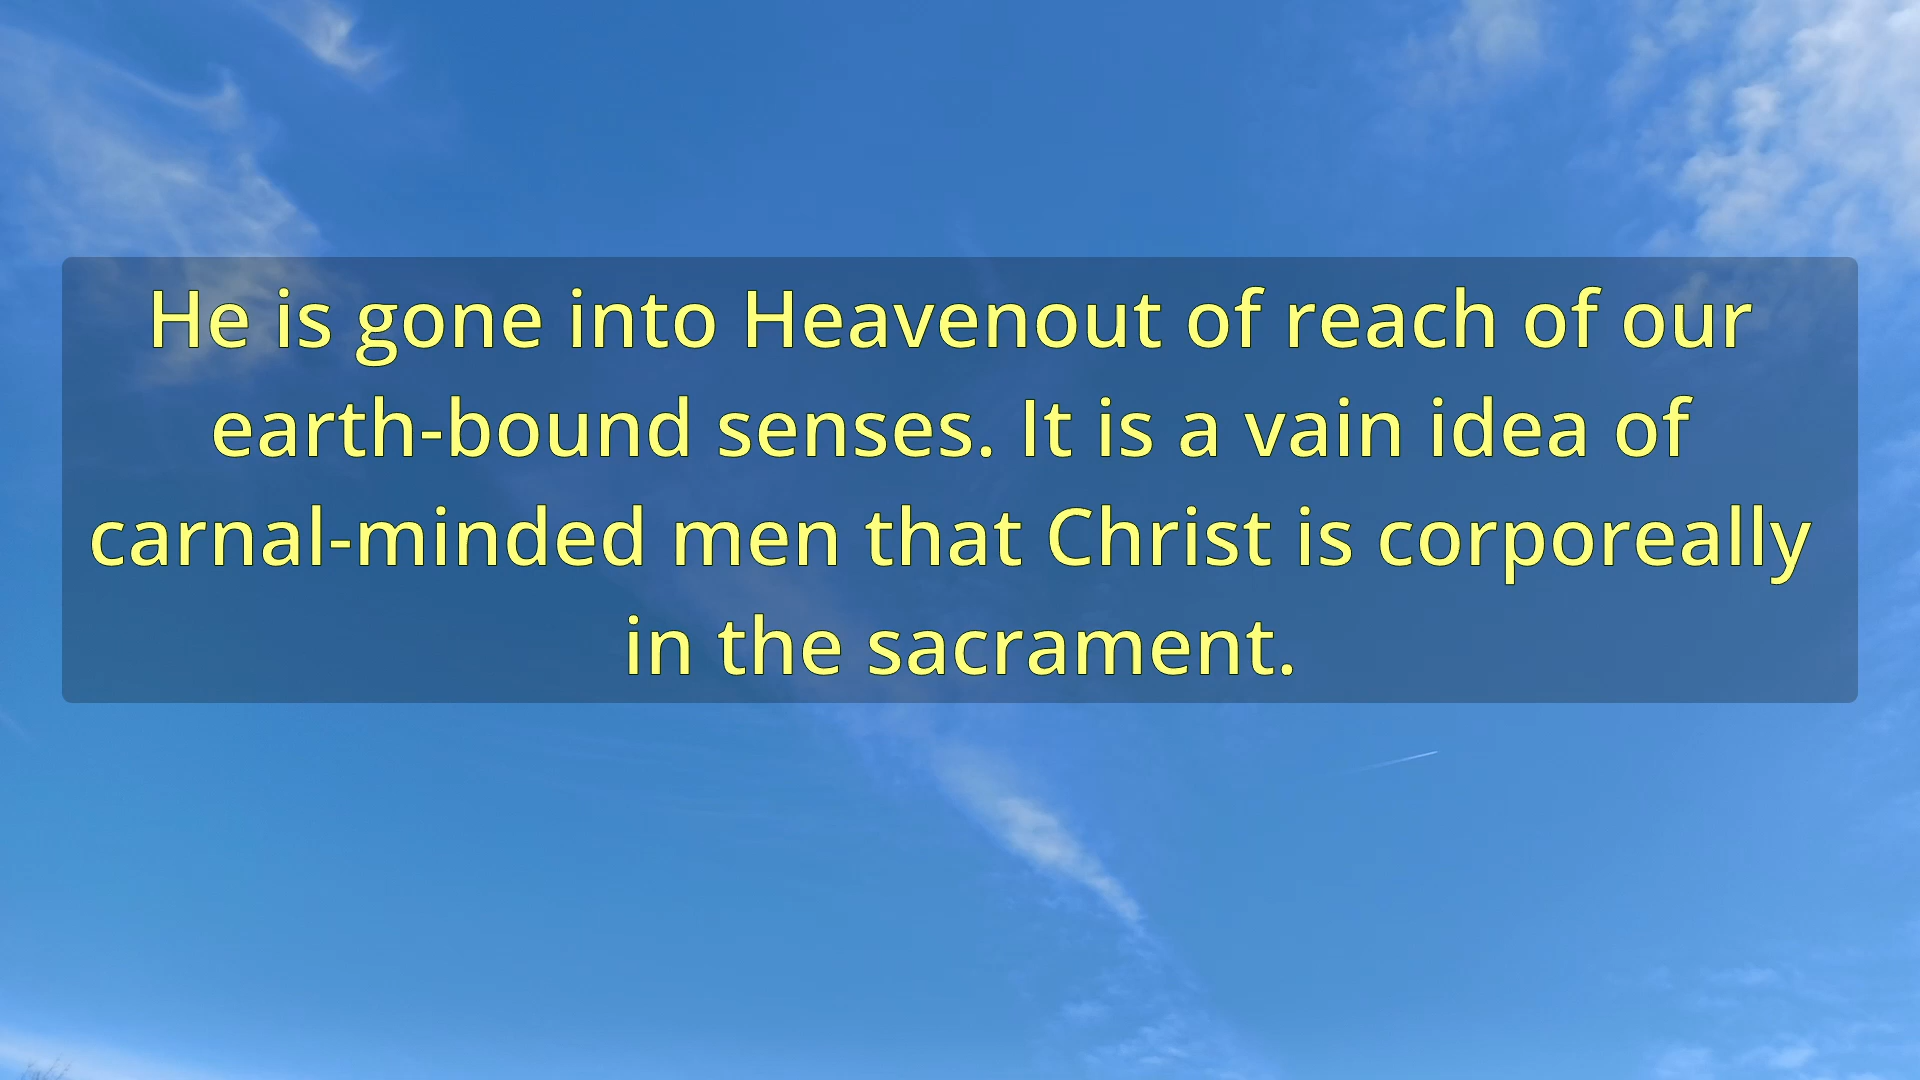 He is gone into Heavenout of reach of our
earth-bound senses. It is a vain idea of
carnal-minded men that Christ is corporeally
in the sacrament.